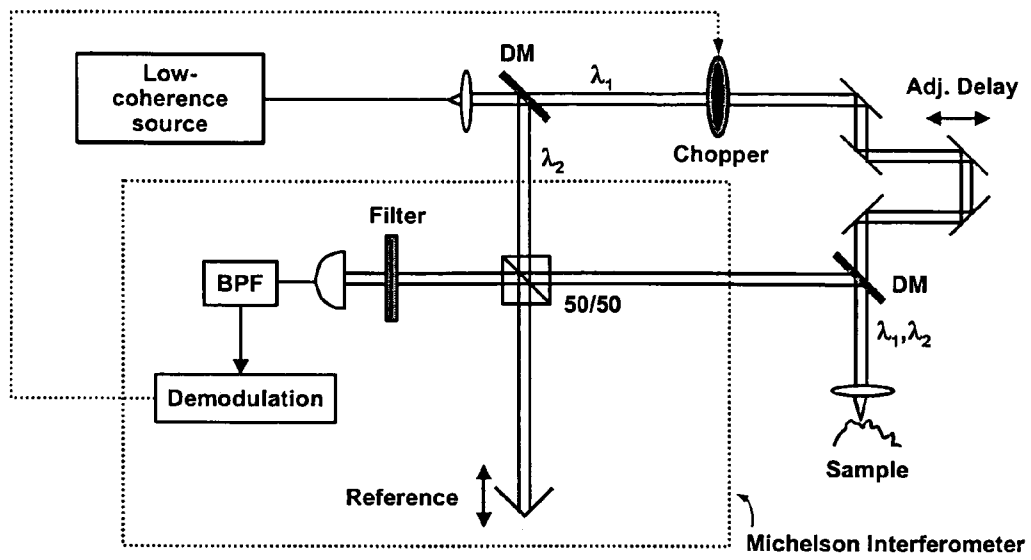 DM
Low-
coherence
source
λ₁
Adj. Delay
Chopper
λ₂
Filter
BPF
50/50
DM
λ₁,λ₂
Demodulation
Sample
Reference
Michelson Interferometer